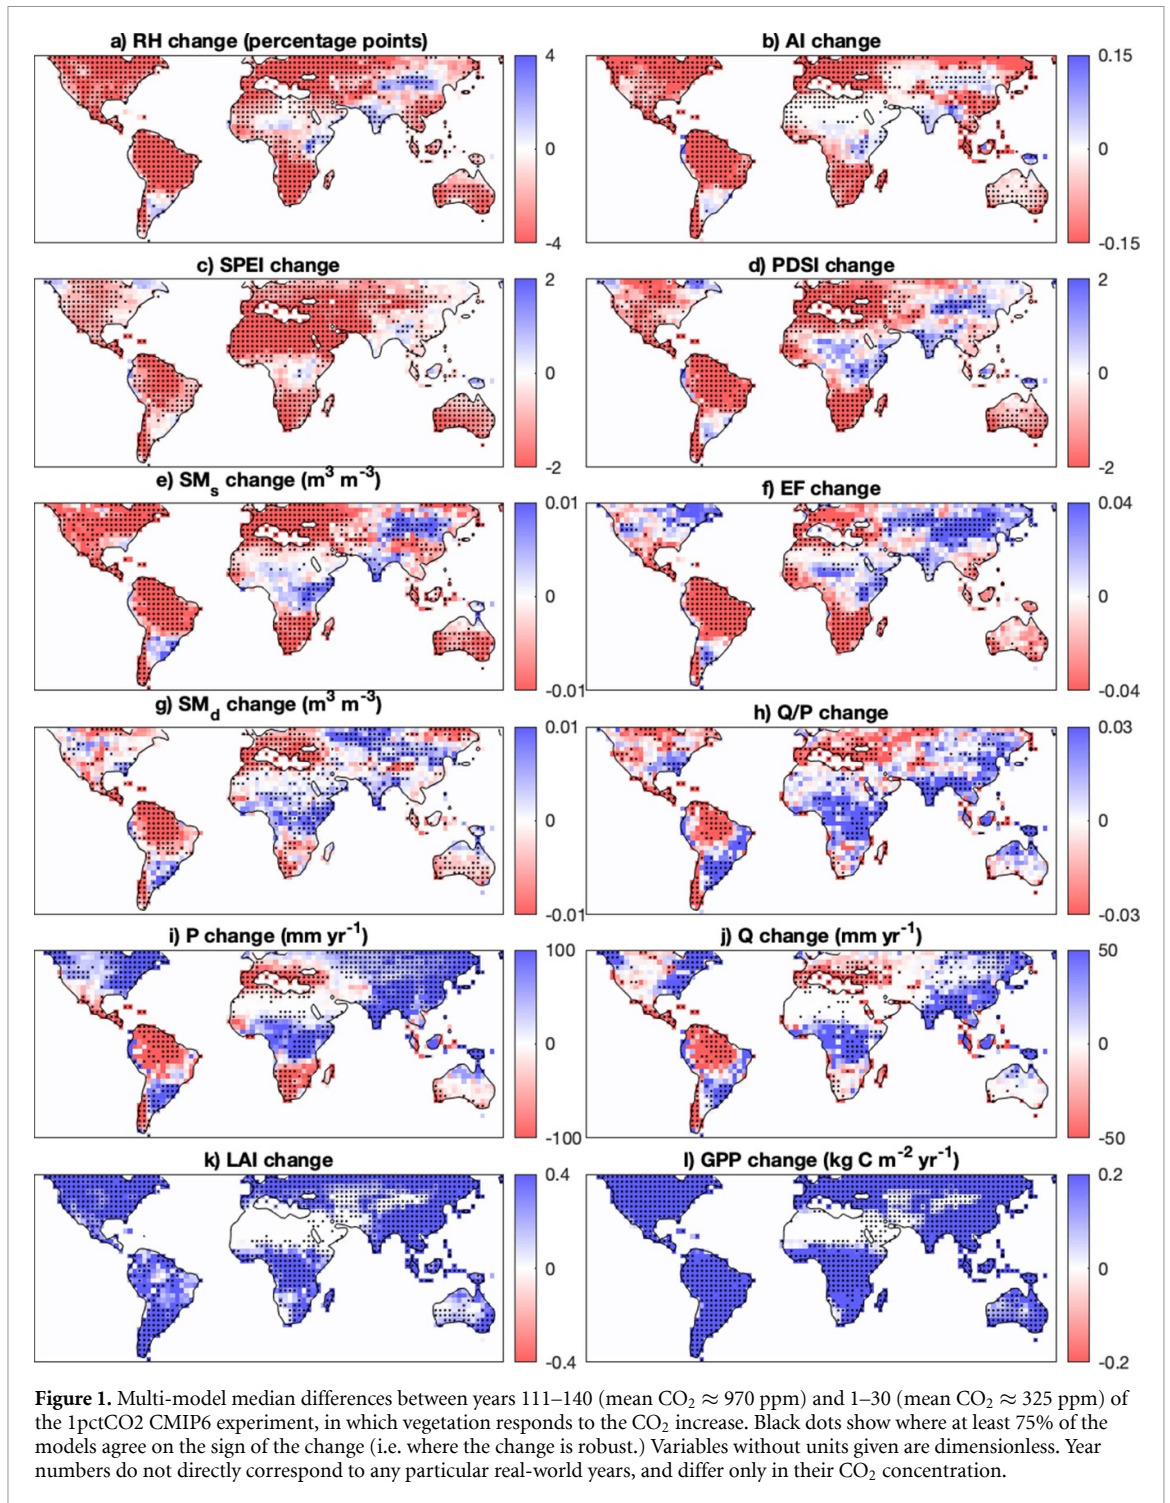 a) RH change (percentage points)
4
0
-4
b) AI change
0.15
0
-0.15
c) SPEI change
2
0
-2
d) PDSI change
2
0
-2
e) SMs change (m3 m-3)
0.01
0
-0.01
f) EF change
0.04
0
-0.04
g) SMd change (m3 m-3)
0.01
0
-0.01
h) Q/P change
0.03
0
-0.03
i) P change (mm yr-1)
100
0
-100
j) Q change (mm yr-1)
50
0
-50
k) LAI change
0.4
0
-0.4
l) GPP change (kg C m-2 yr-1)
0.2
0
-0.2
Figure 1. Multi-model median differences between years 111–140 (mean CO2 ≈ 970 ppm) and 1–30 (mean CO2 ≈ 325 ppm) of
the 1pctCO2 CMIP6 experiment, in which vegetation responds to the CO2 increase. Black dots show where at least 75% of the
models agree on the sign of the change (i.e. where the change is robust.) Variables without units given are dimensionless. Year
numbers do not directly correspond to any particular real-world years, and differ only in their CO2 concentration.